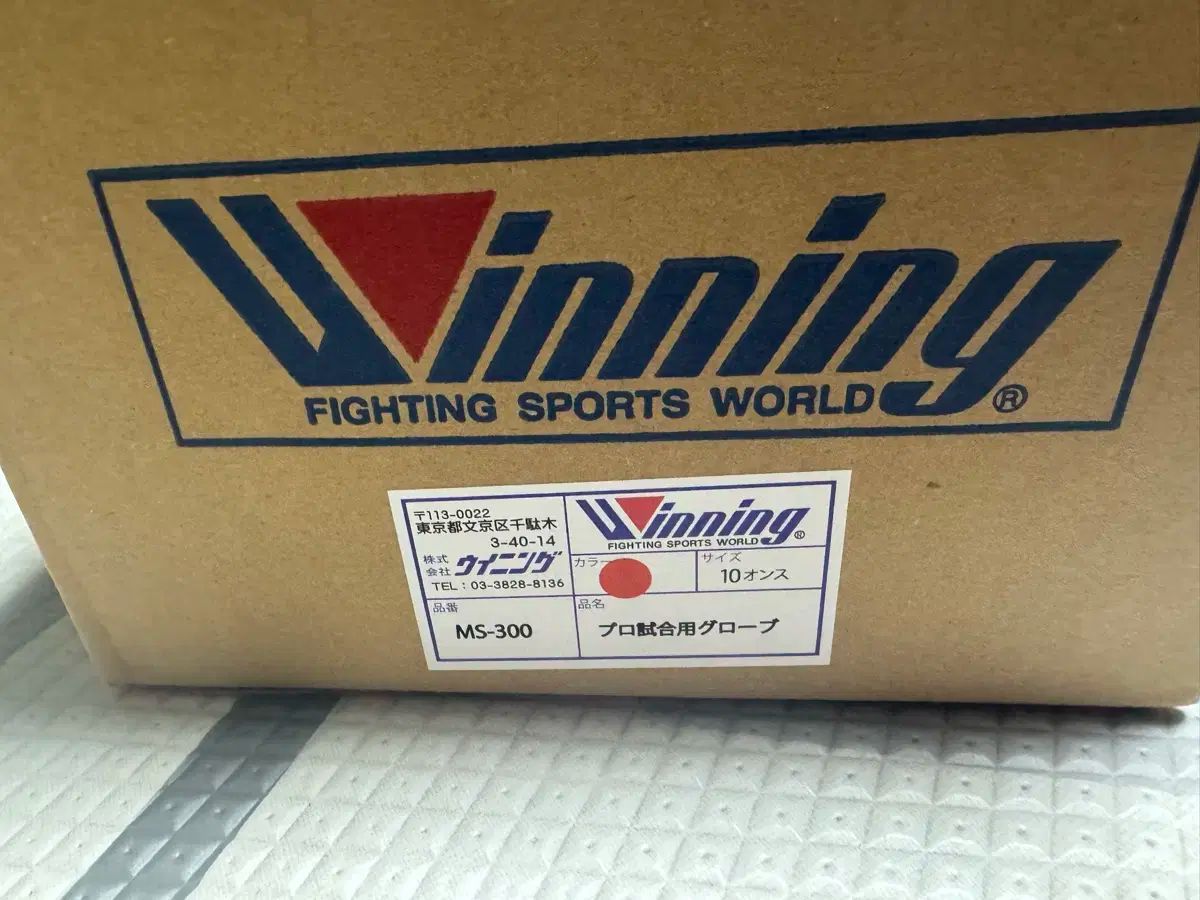 Winning
FIGHTING SPORTS WORLD®
〒113-0022
東京都文京区千駄木
3-40-14
株式会社 ウイニング
TEL：03-3828-8136
Winning
FIGHTING SPORTS WORLD®
カラー
サイズ
10オンス
品番
MS-300
品名
プロ試合用グローブ